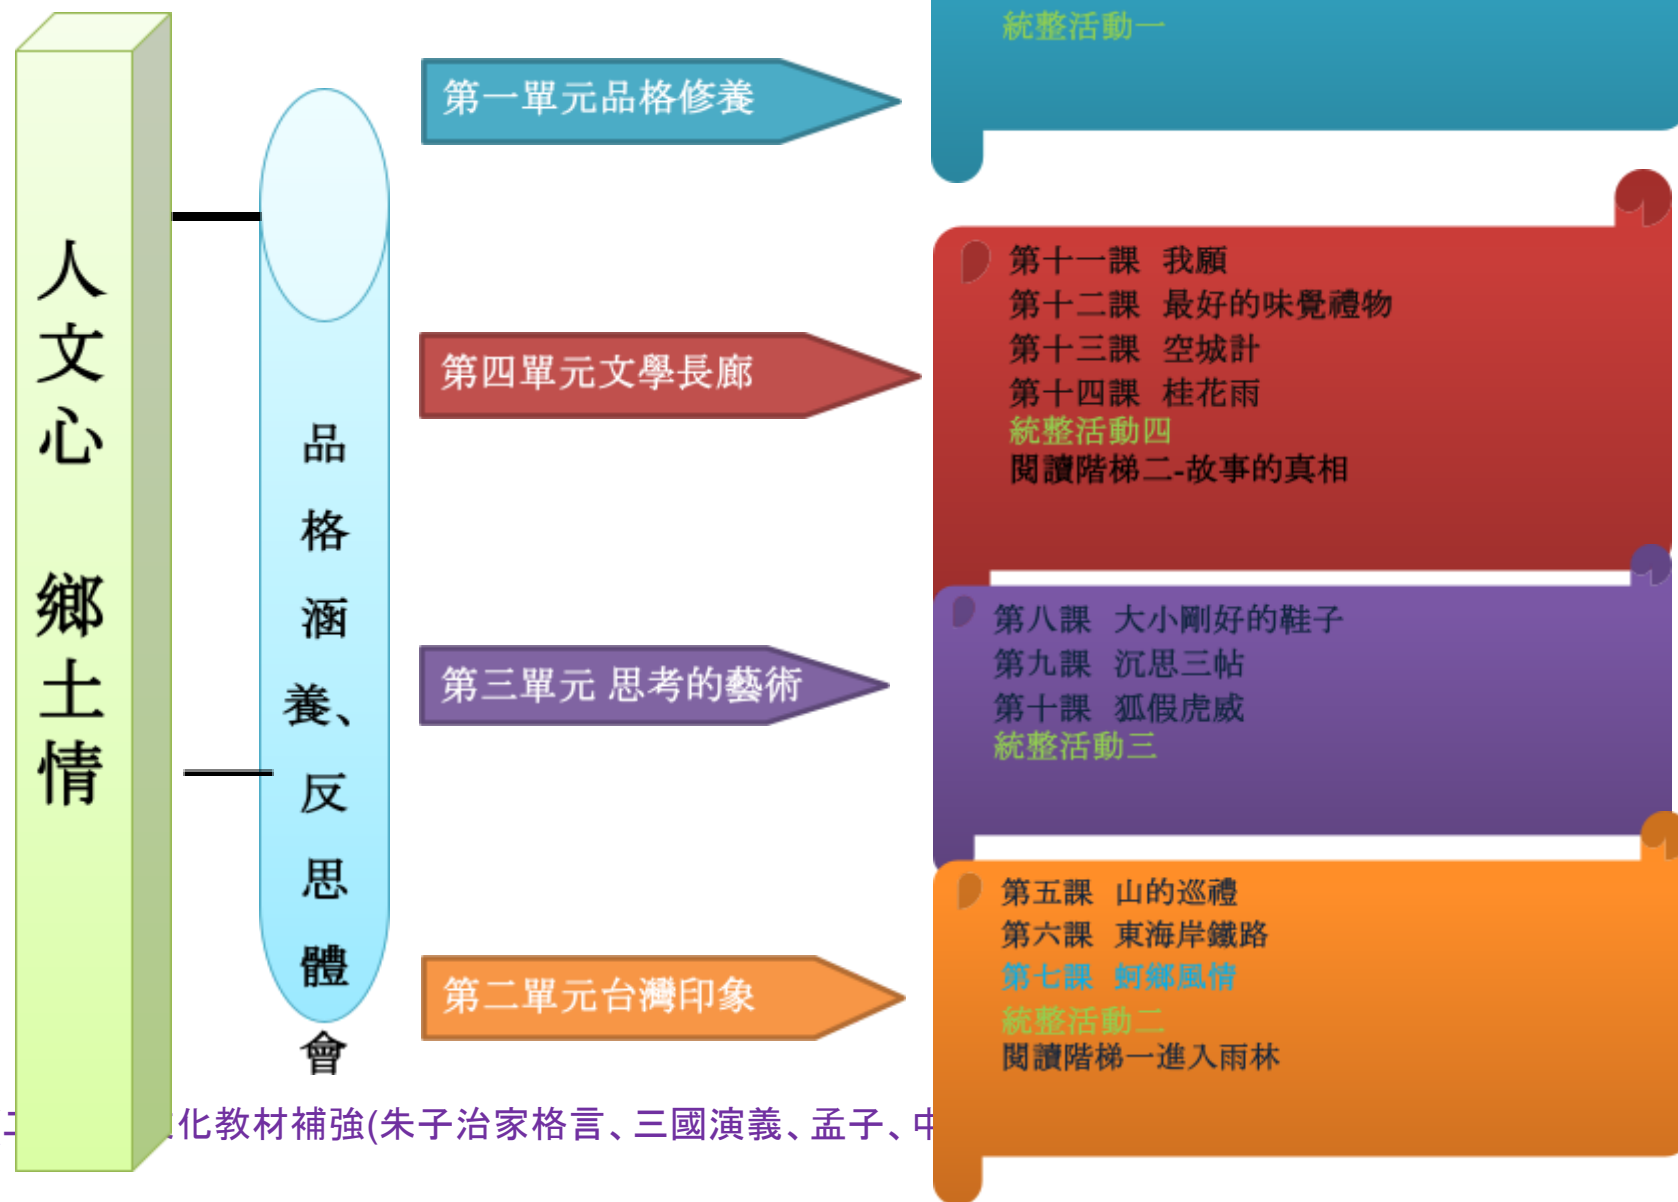 人文心 鄉土情
品格涵養、反思體會
第一單元品格修養
統整活動一
第四單元文學長廊
第十一課 我願
第十二課 最好的味覺禮物
第十三課 空城計
第十四課 桂花雨
統整活動四
閱讀階梯二-故事的真相
第三單元 思考的藝術
第八課 大小剛好的鞋子
第九課 沉思三帖
第十課 狐假虎威
統整活動三
第二單元台灣印象
第五課 山的巡禮
第六課 東海岸鐵路
第七課 蚵鄉風情
統整活動二
閱讀階梯一進入雨林
化教材補強(朱子治家格言、三國演義、孟子、中